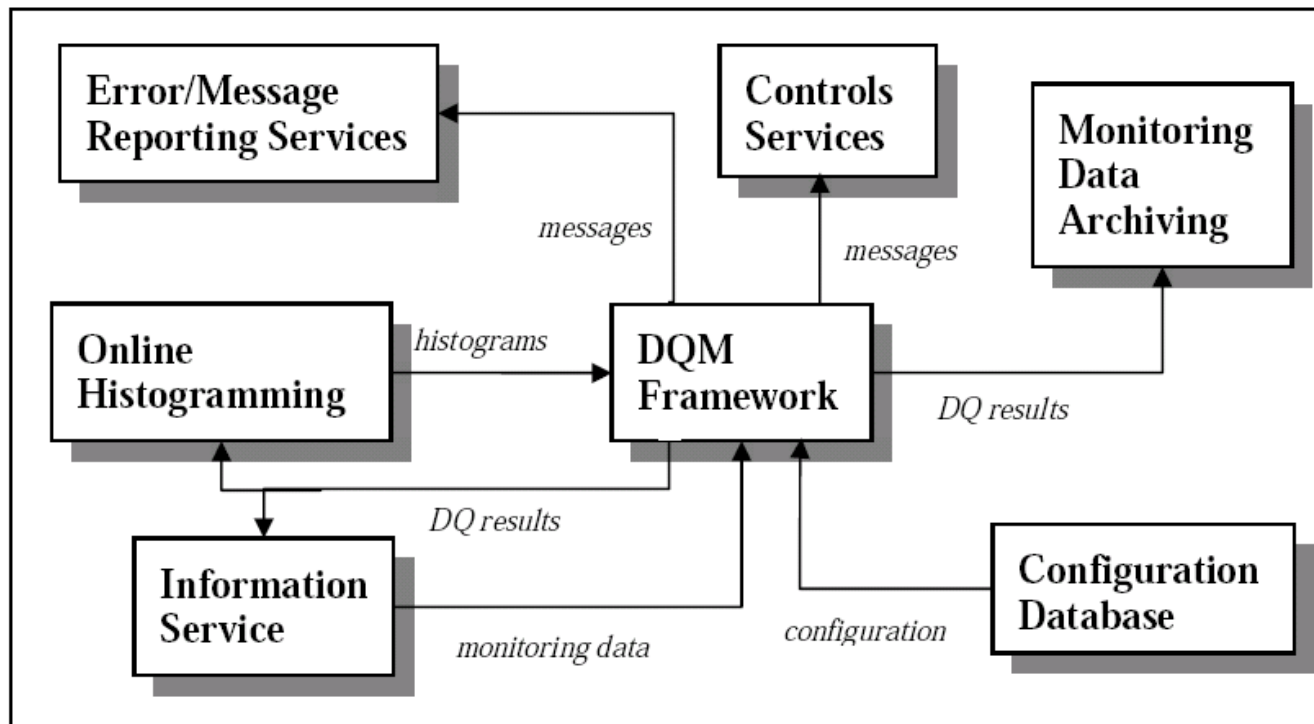 Error/Message
Reporting Services
Controls
Services
Monitoring
Data
Archiving
messages
messages
Online
Histogramming
histograms
DQM
Framework
DQ results
DQ results
Information
Service
monitoring data
configuration
Configuration
Database